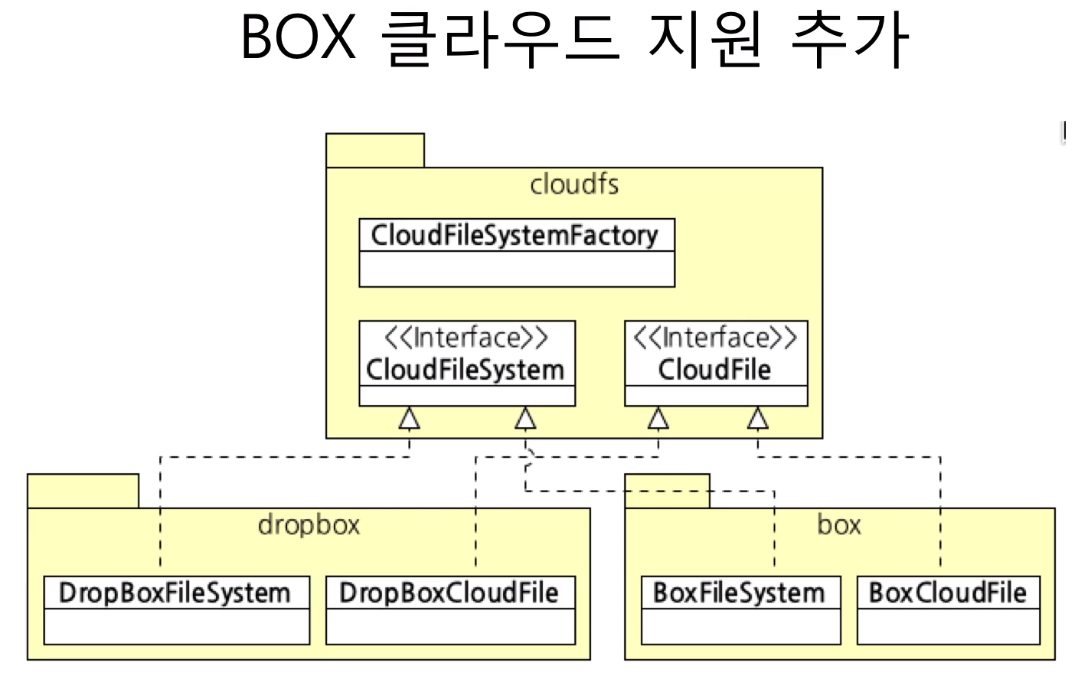 BOX 클라우드 지원 추가
cloudfs
CloudFileSystemFactory
<<Interface>>
CloudFileSystem
<<Interface>>
CloudFile
dropbox
DropBoxFileSystem
DropBoxCloudFile
box
BoxFileSystem
BoxCloudFile